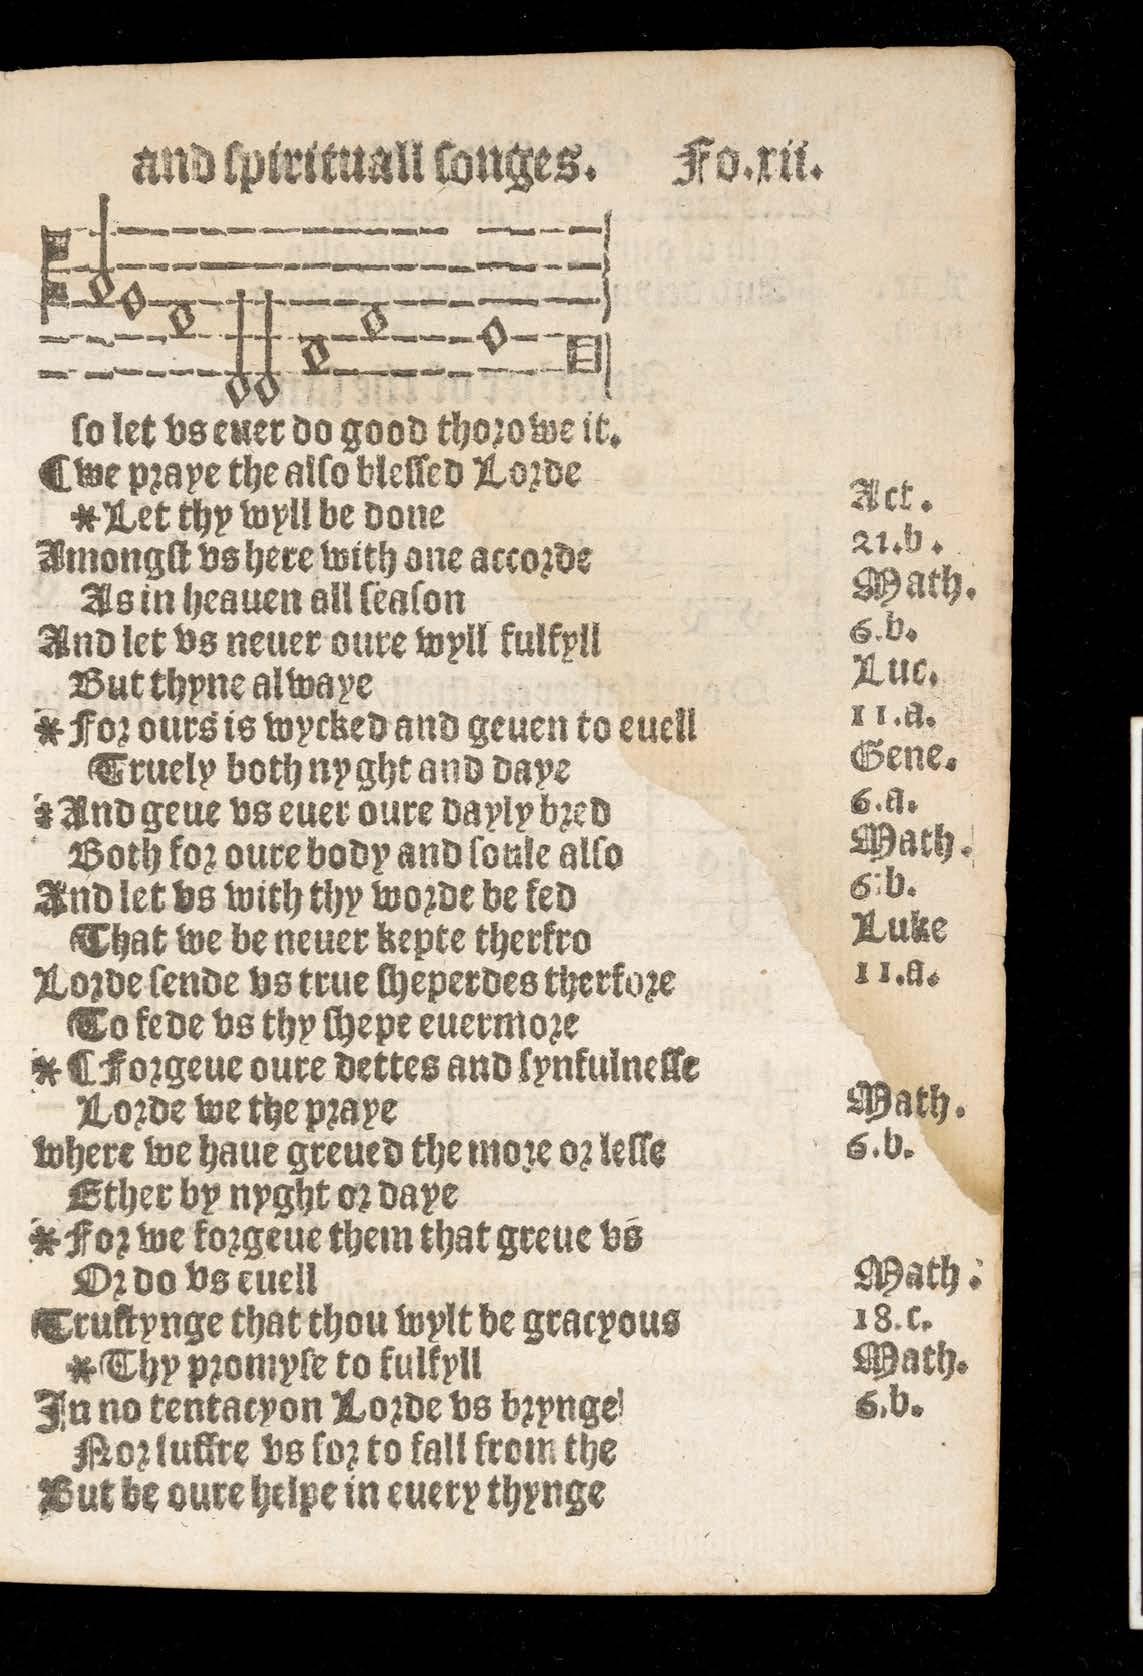 and spirituall songes. Fo.xii.
so let vs euer do good thorowe it.
¶ we praye the also blessed Lorde
*Let thy wyll be done
Amongst vs here with one accorde
As in heauen all season
And let vs neuer oure wyll fulfyll
But thyne alwaye
*For ours is wycked and geuen to euell
Truely both nyght and daye
*And geue vs euer oure dayly bred
Both for oure body and soule also
And let vs with thy worde be fed
That we be neuer kepte therfro
Lorde sende vs true sheperdes therfore
To fede vs thy shepe euermore
*¶ Forgeue oure dettes and synfulnesse
Lorde we the praye
where we haue greued the more or lesse
Ether by nyght or daye
*For we forgeue them that greue vs
Or do vs euell
Trustynge that thou wylt be gracyous
*Thy promyse to fulfyll
In no tentacyon Lorde vs brynge
Nor suffre vs for to fall from the
But be oure helpe in euery thynge
Act.
21.b.
Math.
6.b.
Luc.
11.a.
Gene.
6.a.
Math.
6.b.
Luke
11.a.
Math.
6.b.
Math.
18.c.
Math.
6.b.